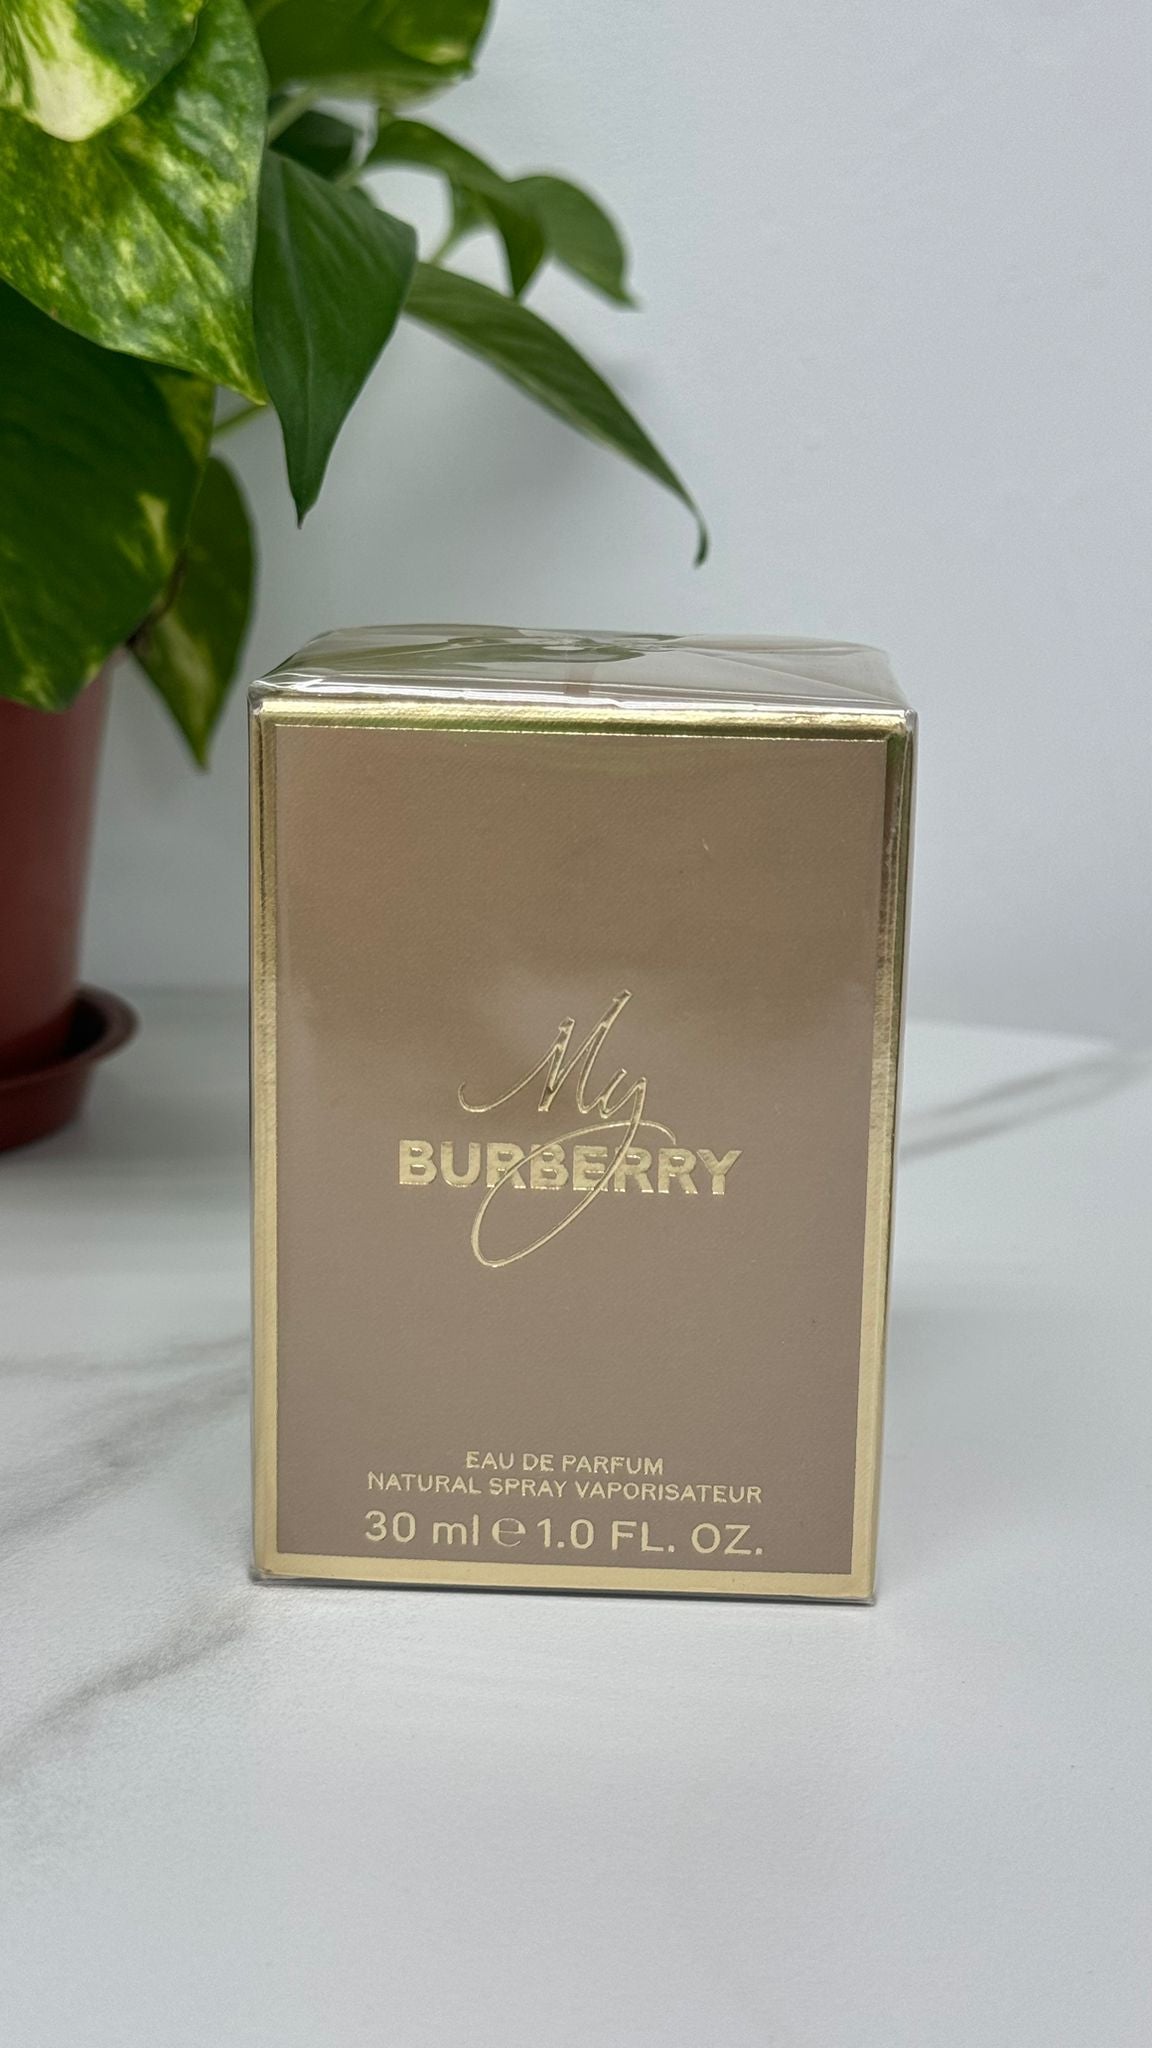 My
BURBERRY
EAU DE PARFUM
NATURAL SPRAY VAPORISATEUR
30 ml ℮ 1.0 FL. OZ.